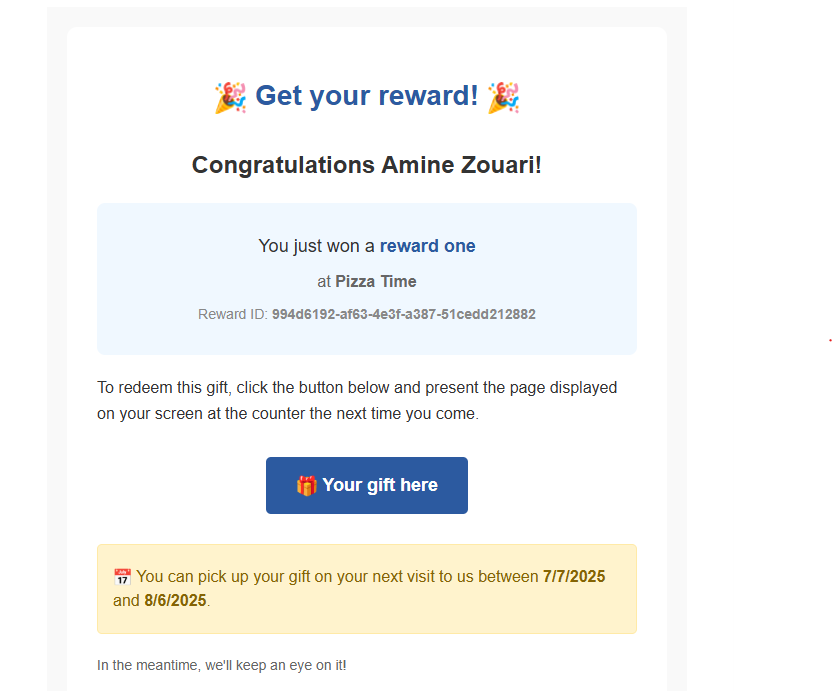 🎉 Get your reward! 🎉
Congratulations Amine Zouari!
You just won a reward one
at Pizza Time
Reward ID: 994d6192-af63-4e3f-a387-51cedd212882
To redeem this gift, click the button below and present the page displayed
on your screen at the counter the next time you come.
🎁 Your gift here
📅 You can pick up your gift on your next visit to us between 7/7/2025
and 8/6/2025.
In the meantime, we'll keep an eye on it!